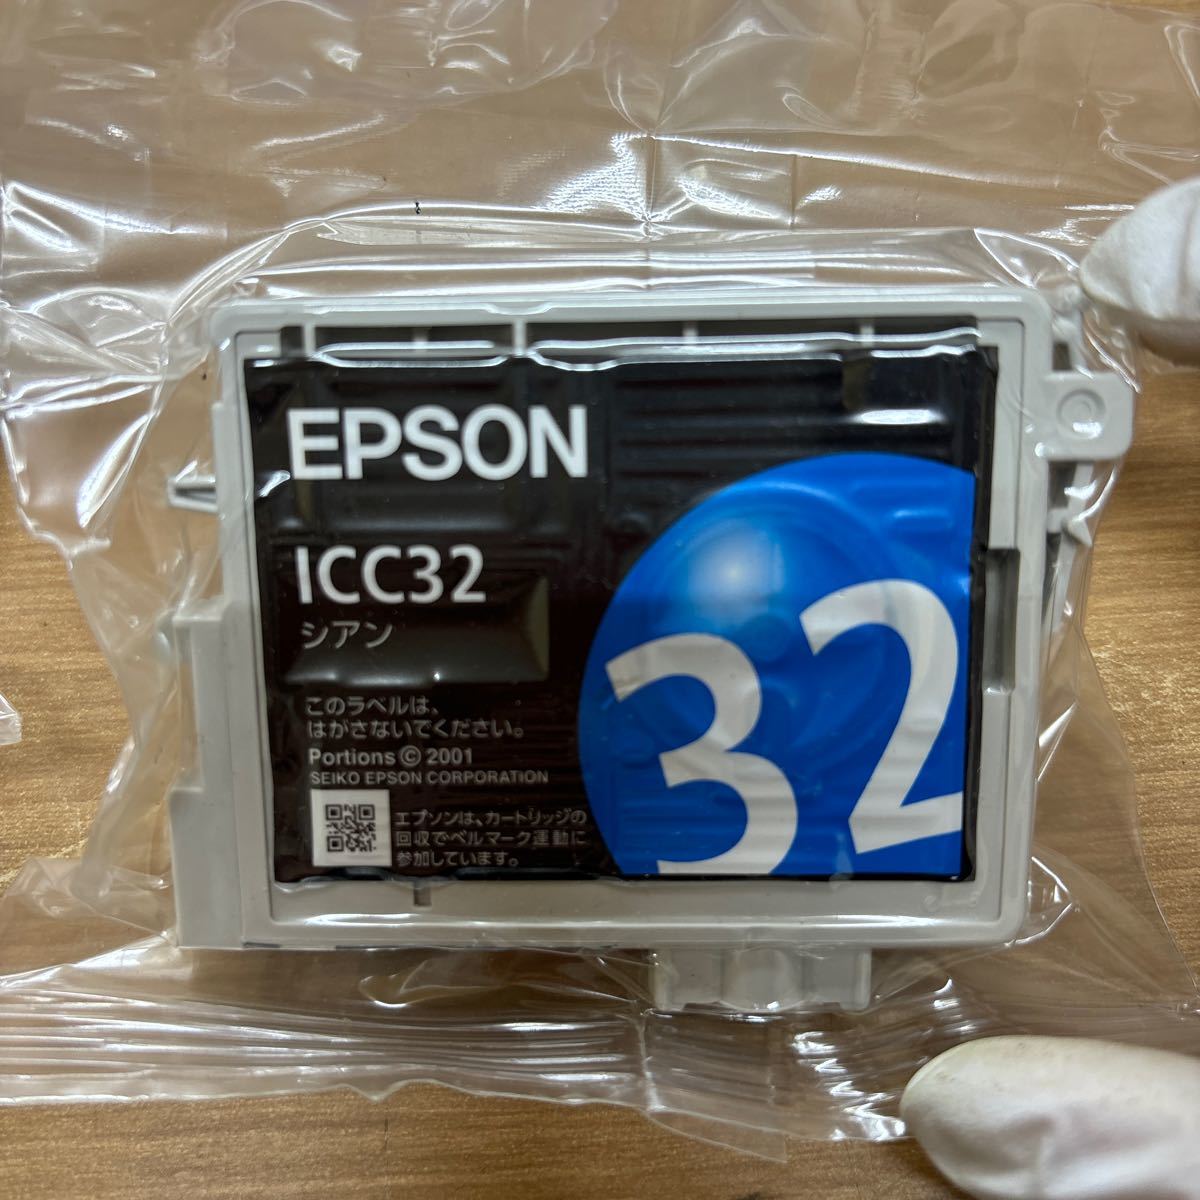 EPSON
ICC32
シアン
このラベルは、
はがさないでください。
Portions © 2001
SEIKO EPSON CORPORATION
エプソンは、カートリッジの
回収でベルマーク運動に
参加しています。
32